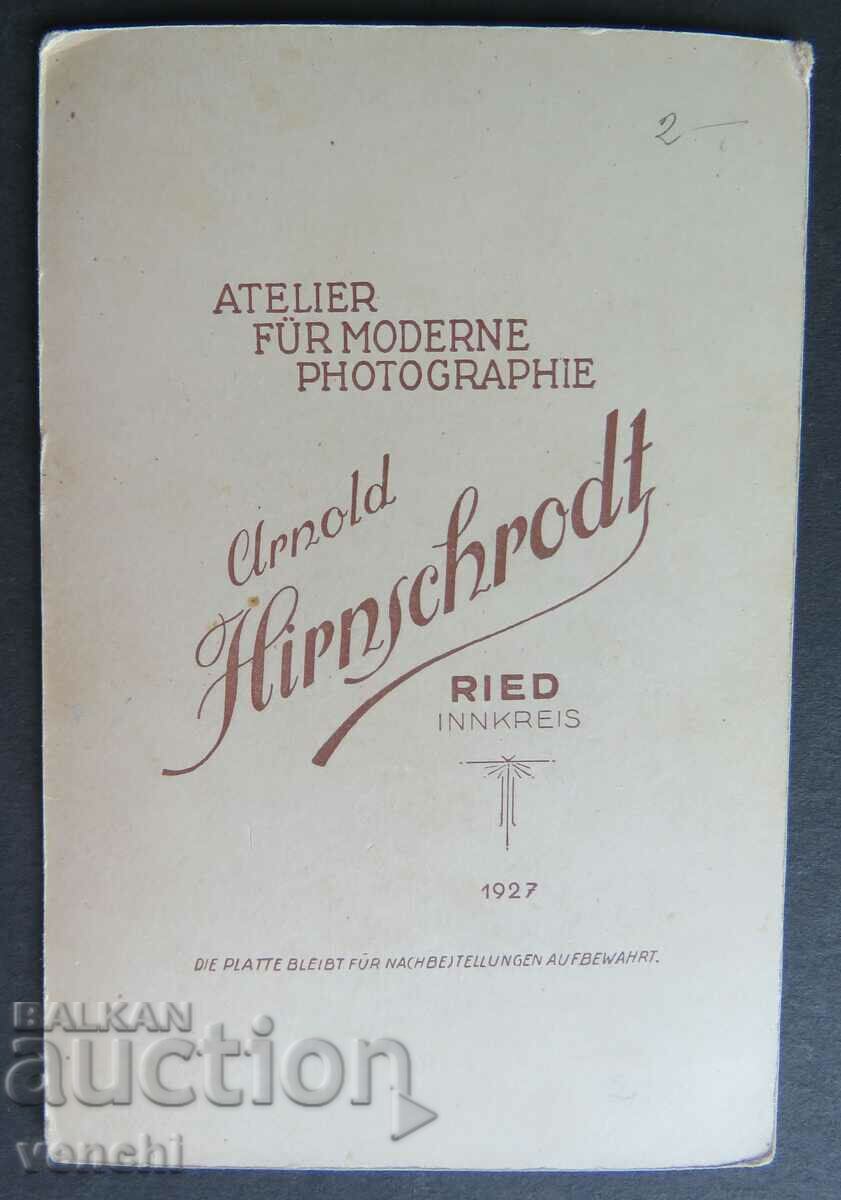 2—
ATELIER
FÜR MODERNE
PHOTOGRAPHIE
Arnold
Hirnschrodt
RIED
INNKREIS
1927
DIE PLATTE BLEIBT FÜR NACHBESTELLUNGEN AUFBEWAHRT.
BALKAN
auction
venchi